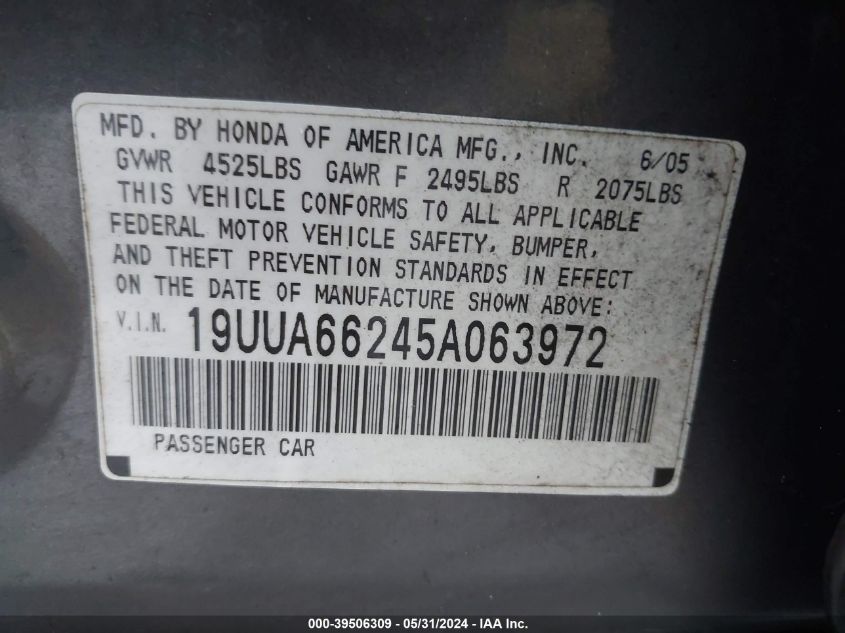 MFD. BY HONDA OF AMERICA MFG., INC. 6/05
GVWR 4525LBS GAWR F 2495LBS R 2075LBS
THIS VEHICLE CONFORMS TO ALL APPLICABLE
FEDERAL MOTOR VEHICLE SAFETY, BUMPER,
AND THEFT PREVENTION STANDARDS IN EFFECT
ON THE DATE OF MANUFACTURE SHOWN ABOVE:
V.I.N. 19UUA66245A063972
PASSENGER CAR
000-39506309 - 05/31/2024 - IAA Inc.